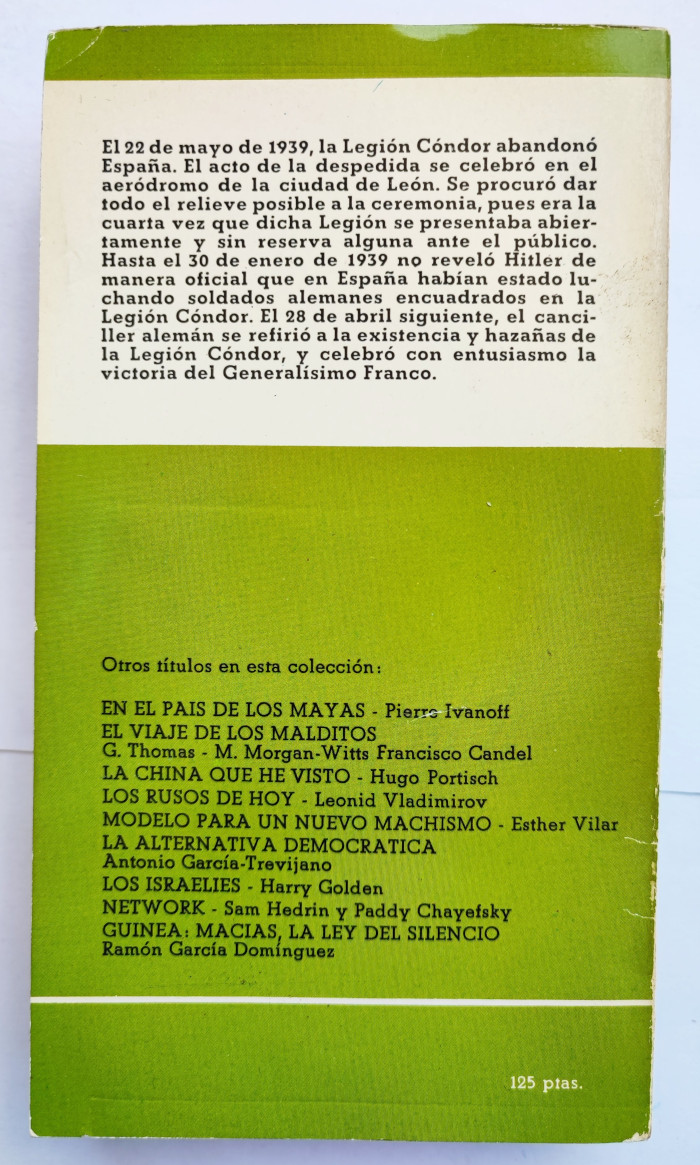 El 22 de mayo de 1939, la Legión Cóndor abandonó
España. El acto de la despedida se celebró en el
aeródromo de la ciudad de León. Se procuró dar
todo el relieve posible a la ceremonia, pues era la
cuarta vez que dicha Legión se presentaba abier-
tamente y sin reserva alguna ante el público.
Hasta el 30 de enero de 1939 no reveló Hitler de
manera oficial que en España habían estado lu-
chando soldados alemanes encuadrados en la
Legión Cóndor. El 28 de abril siguiente, el canci-
ller alemán se refirió a la existencia y hazañas de
la Legión Cóndor, y celebró con entusiasmo la
victoria del Generalísimo Franco.
Otros títulos en esta colección:
EN EL PAIS DE LOS MAYAS - Pierre Ivanoff
EL VIAJE DE LOS MALDITOS
G. Thomas - M. Morgan-Witts Francisco Candel
LA CHINA QUE HE VISTO - Hugo Portisch
LOS RUSOS DE HOY - Leonid Vladimirov
MODELO PARA UN NUEVO MACHISMO - Esther Vilar
LA ALTERNATIVA DEMOCRATICA
Antonio García-Trevijano
LOS ISRAELIES - Harry Golden
NETWORK - Sam Hedrin y Paddy Chayefsky
GUINEA: MACIAS, LA LEY DEL SILENCIO
Ramón García Domínguez
125 ptas.